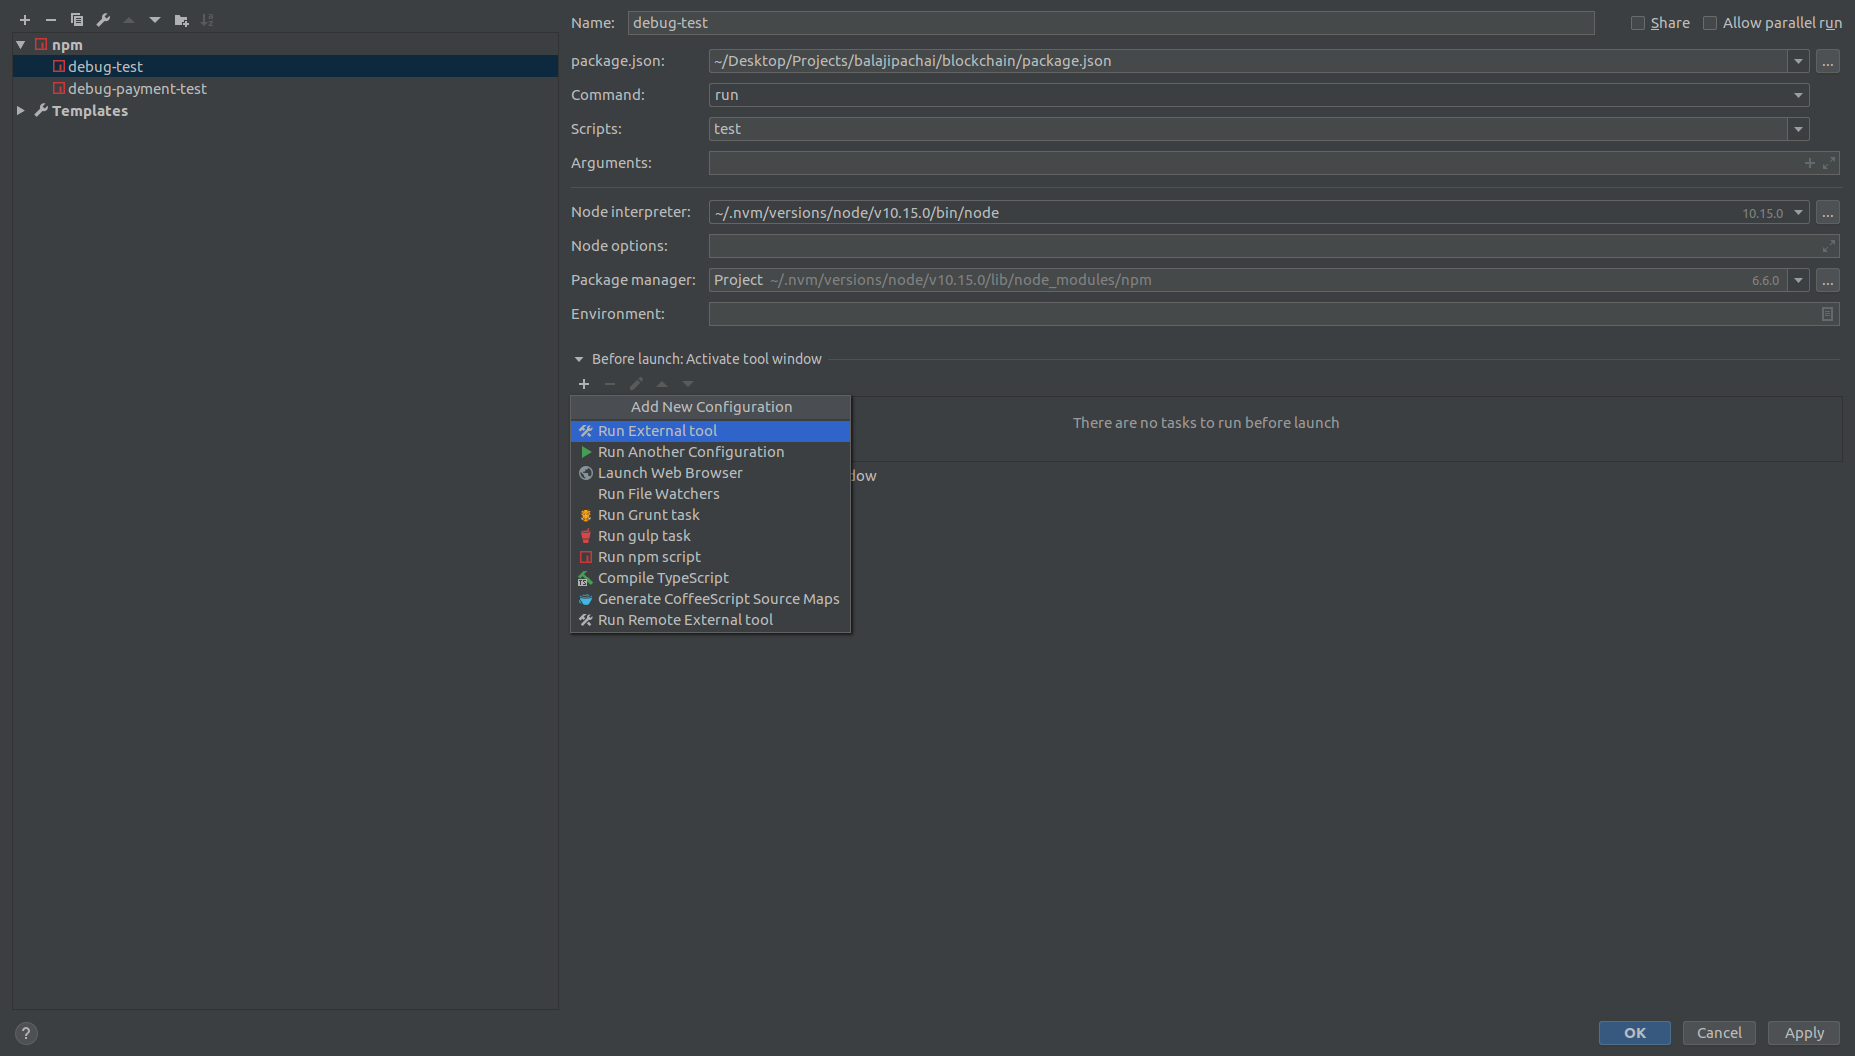 npm
debug-test
debug-payment-test
Templates
Name: debug-test Share Allow parallel run
package.json: ~/Desktop/Projects/balajipachai/blockchain/package.json ...
Command: run
Scripts: test
Arguments:
Node interpreter: ~/.nvm/versions/node/v10.15.0/bin/node 10.15.0 ...
Node options:
Package manager: Project ~/.nvm/versions/node/v10.15.0/lib/node_modules/npm 6.6.0 ...
Environment:
Before launch: Activate tool window
Add New Configuration
There are no tasks to run before launch
Run External tool
Run Another Configuration
Launch Web Browser
dow
Run File Watchers
Run Grunt task
Run gulp task
Run npm script
Compile TypeScript
Generate CoffeeScript Source Maps
Run Remote External tool
? OK Cancel Apply